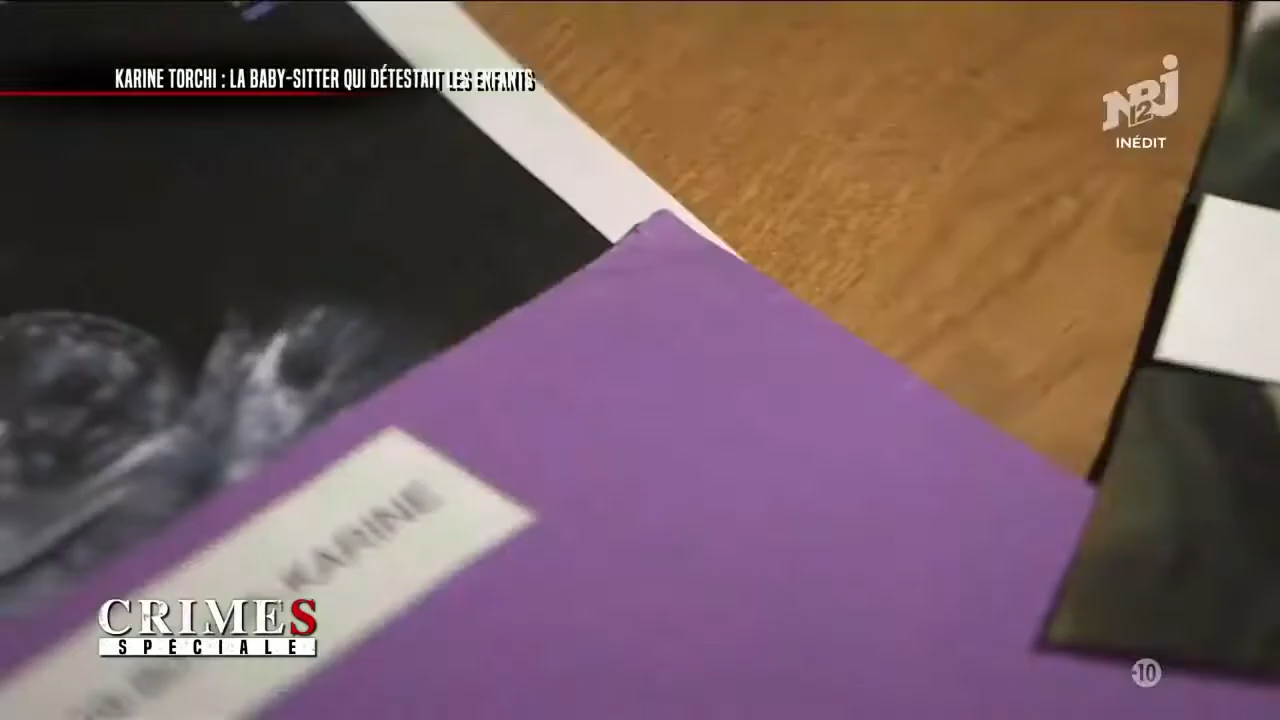 KARINE TORCHI : LA BABY-SITTER QUI DÉTESTAIT LES ENFANTS
NRJ
12
INÉDIT
KARINE
CRIMES
SPÉCIALE
-10